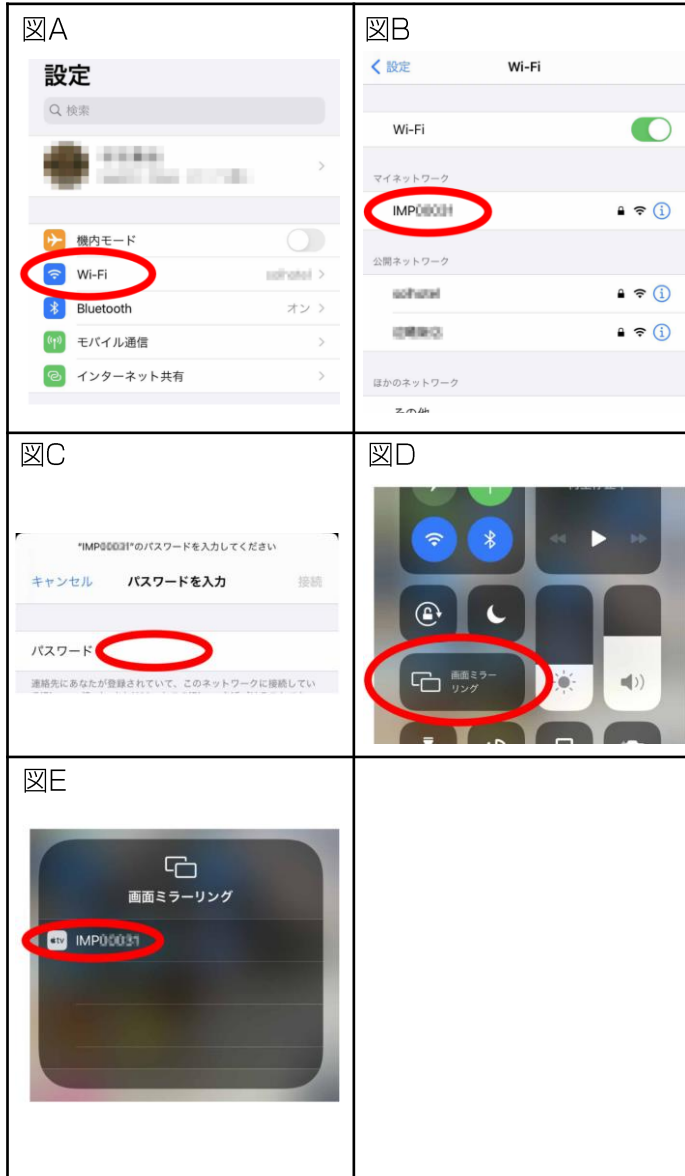 図A
設定
検索
機内モード
Wi-Fi
Bluetooth オン
モバイル通信
インターネット共有
図B
設定 Wi-Fi
Wi-Fi
マイネットワーク
公開ネットワーク
ほかのネットワーク
その他
図C
のパスワードを入力してください
キャンセル パスワードを入力 接続
パスワード
連絡先にあなたが登録されていて、このネットワークに接続してい
図D
画面ミラー
リング
図E
画面ミラーリング
tv IMP00031